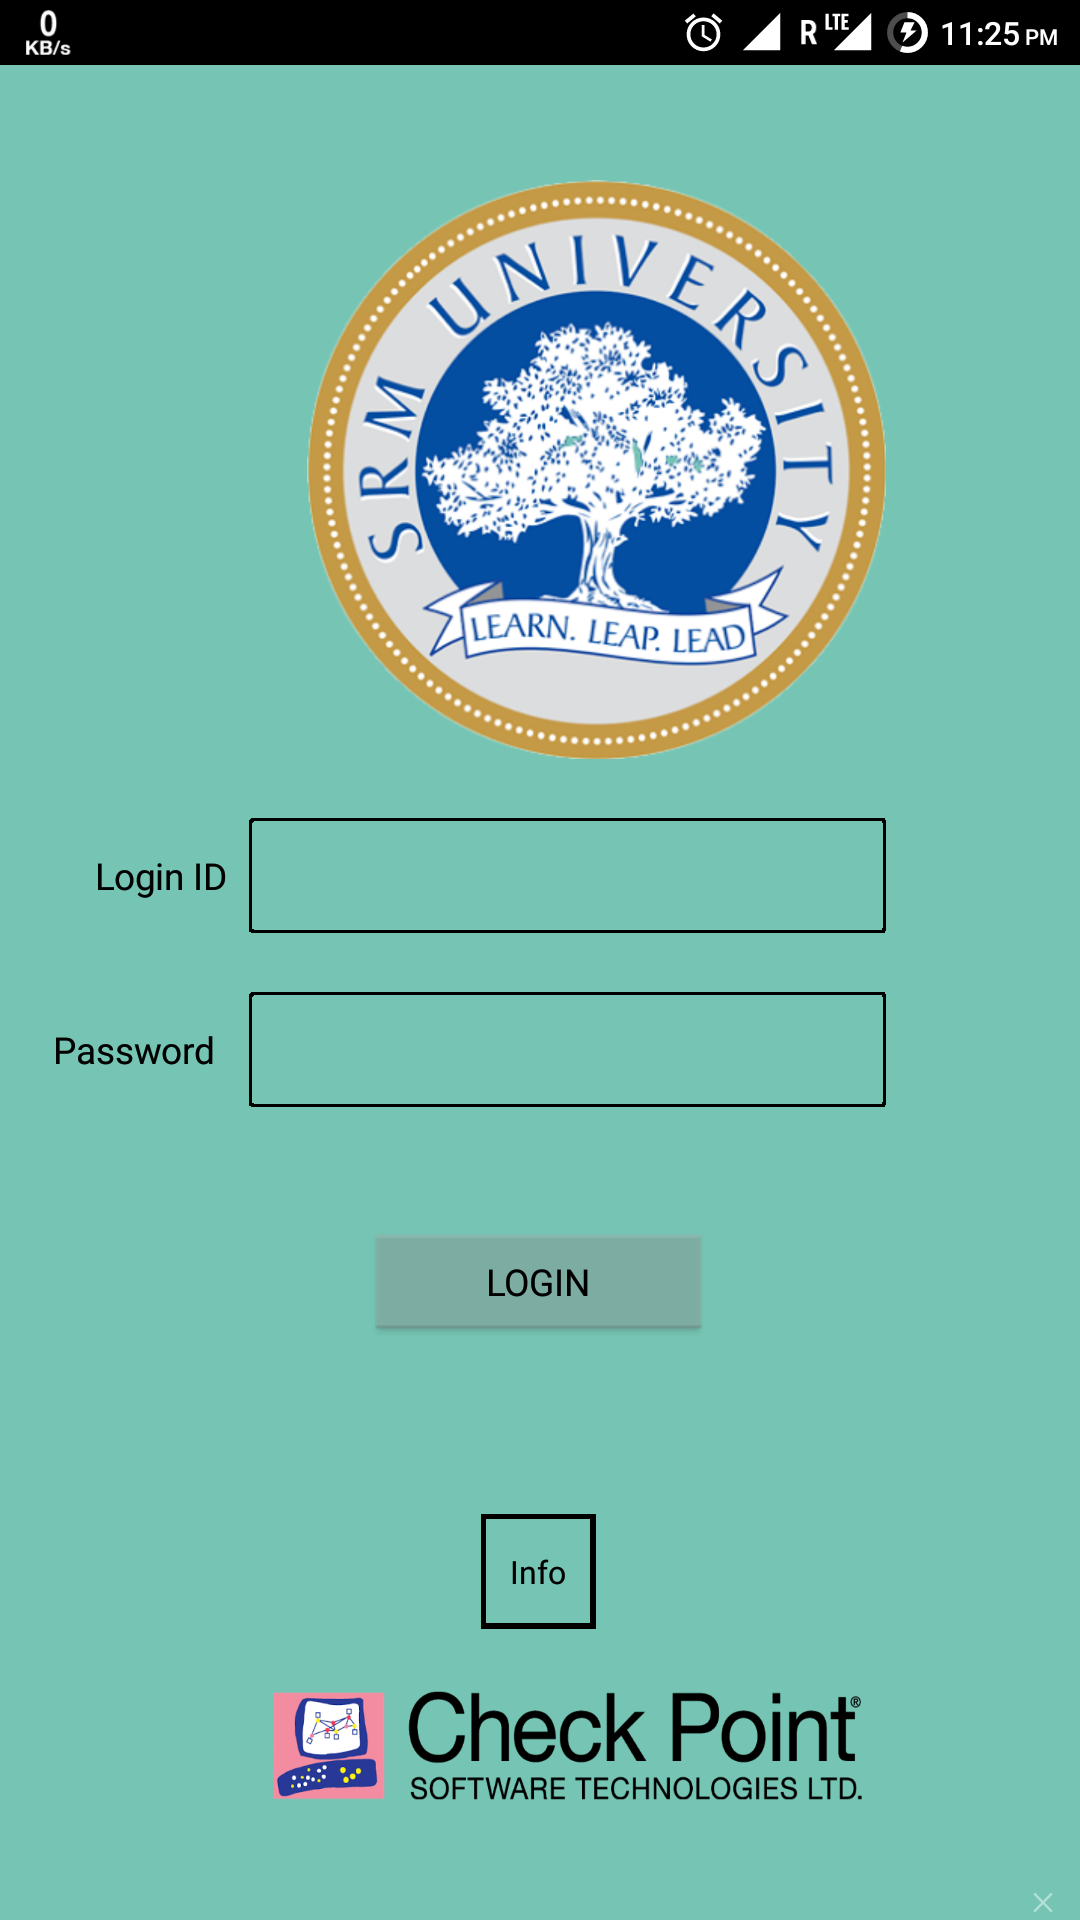 0
KB/s
R
LTE
11:25 PM
SRM UNIVERSITY
LEARN. LEAP. LEAD
Login ID
Password
LOGIN
Info
Check Point®
SOFTWARE TECHNOLOGIES LTD.